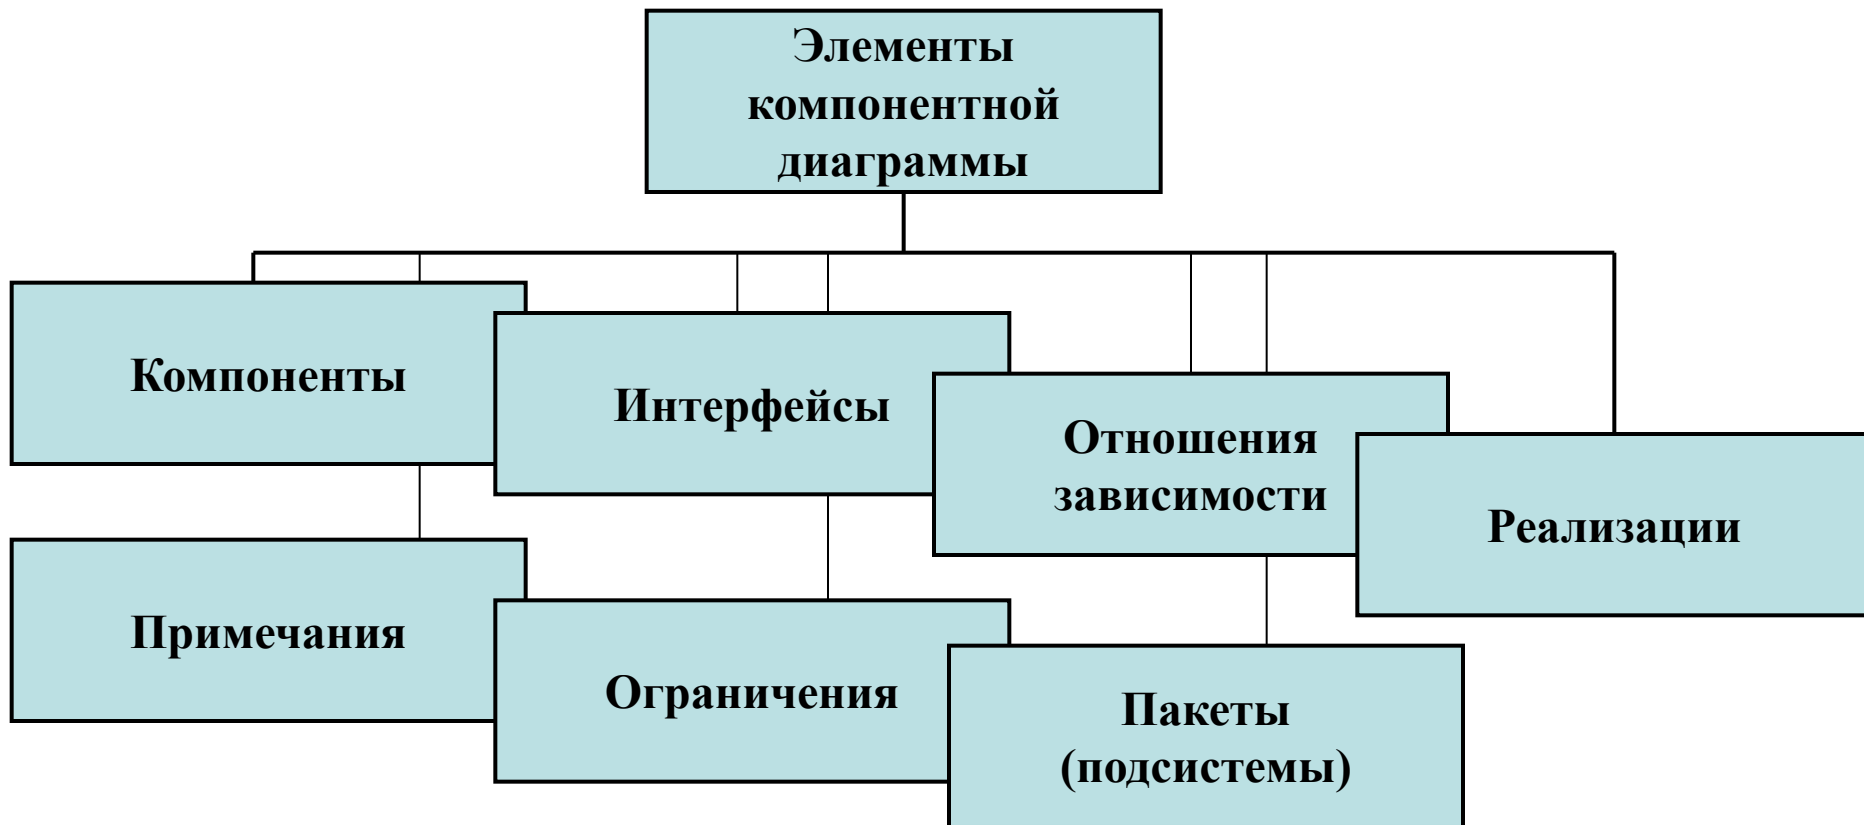 Элементы
компонентной
диаграммы
Компоненты
Интерфейсы
Отношения
зависимости
Реализации
Примечания
Ограничения
Пакеты
(подсистемы)